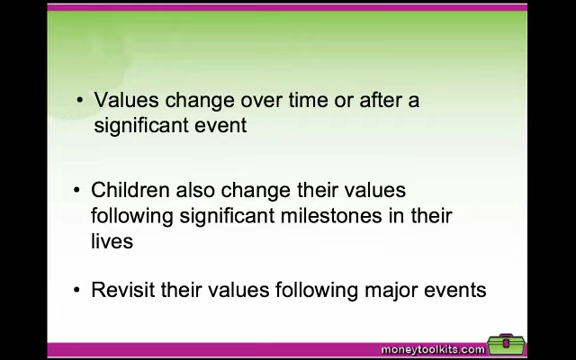 • Values change over time or after a
significant event
• Children also change their values
following significant milestones in their
lives
• Revisit their values following major events
moneytoolkits.com